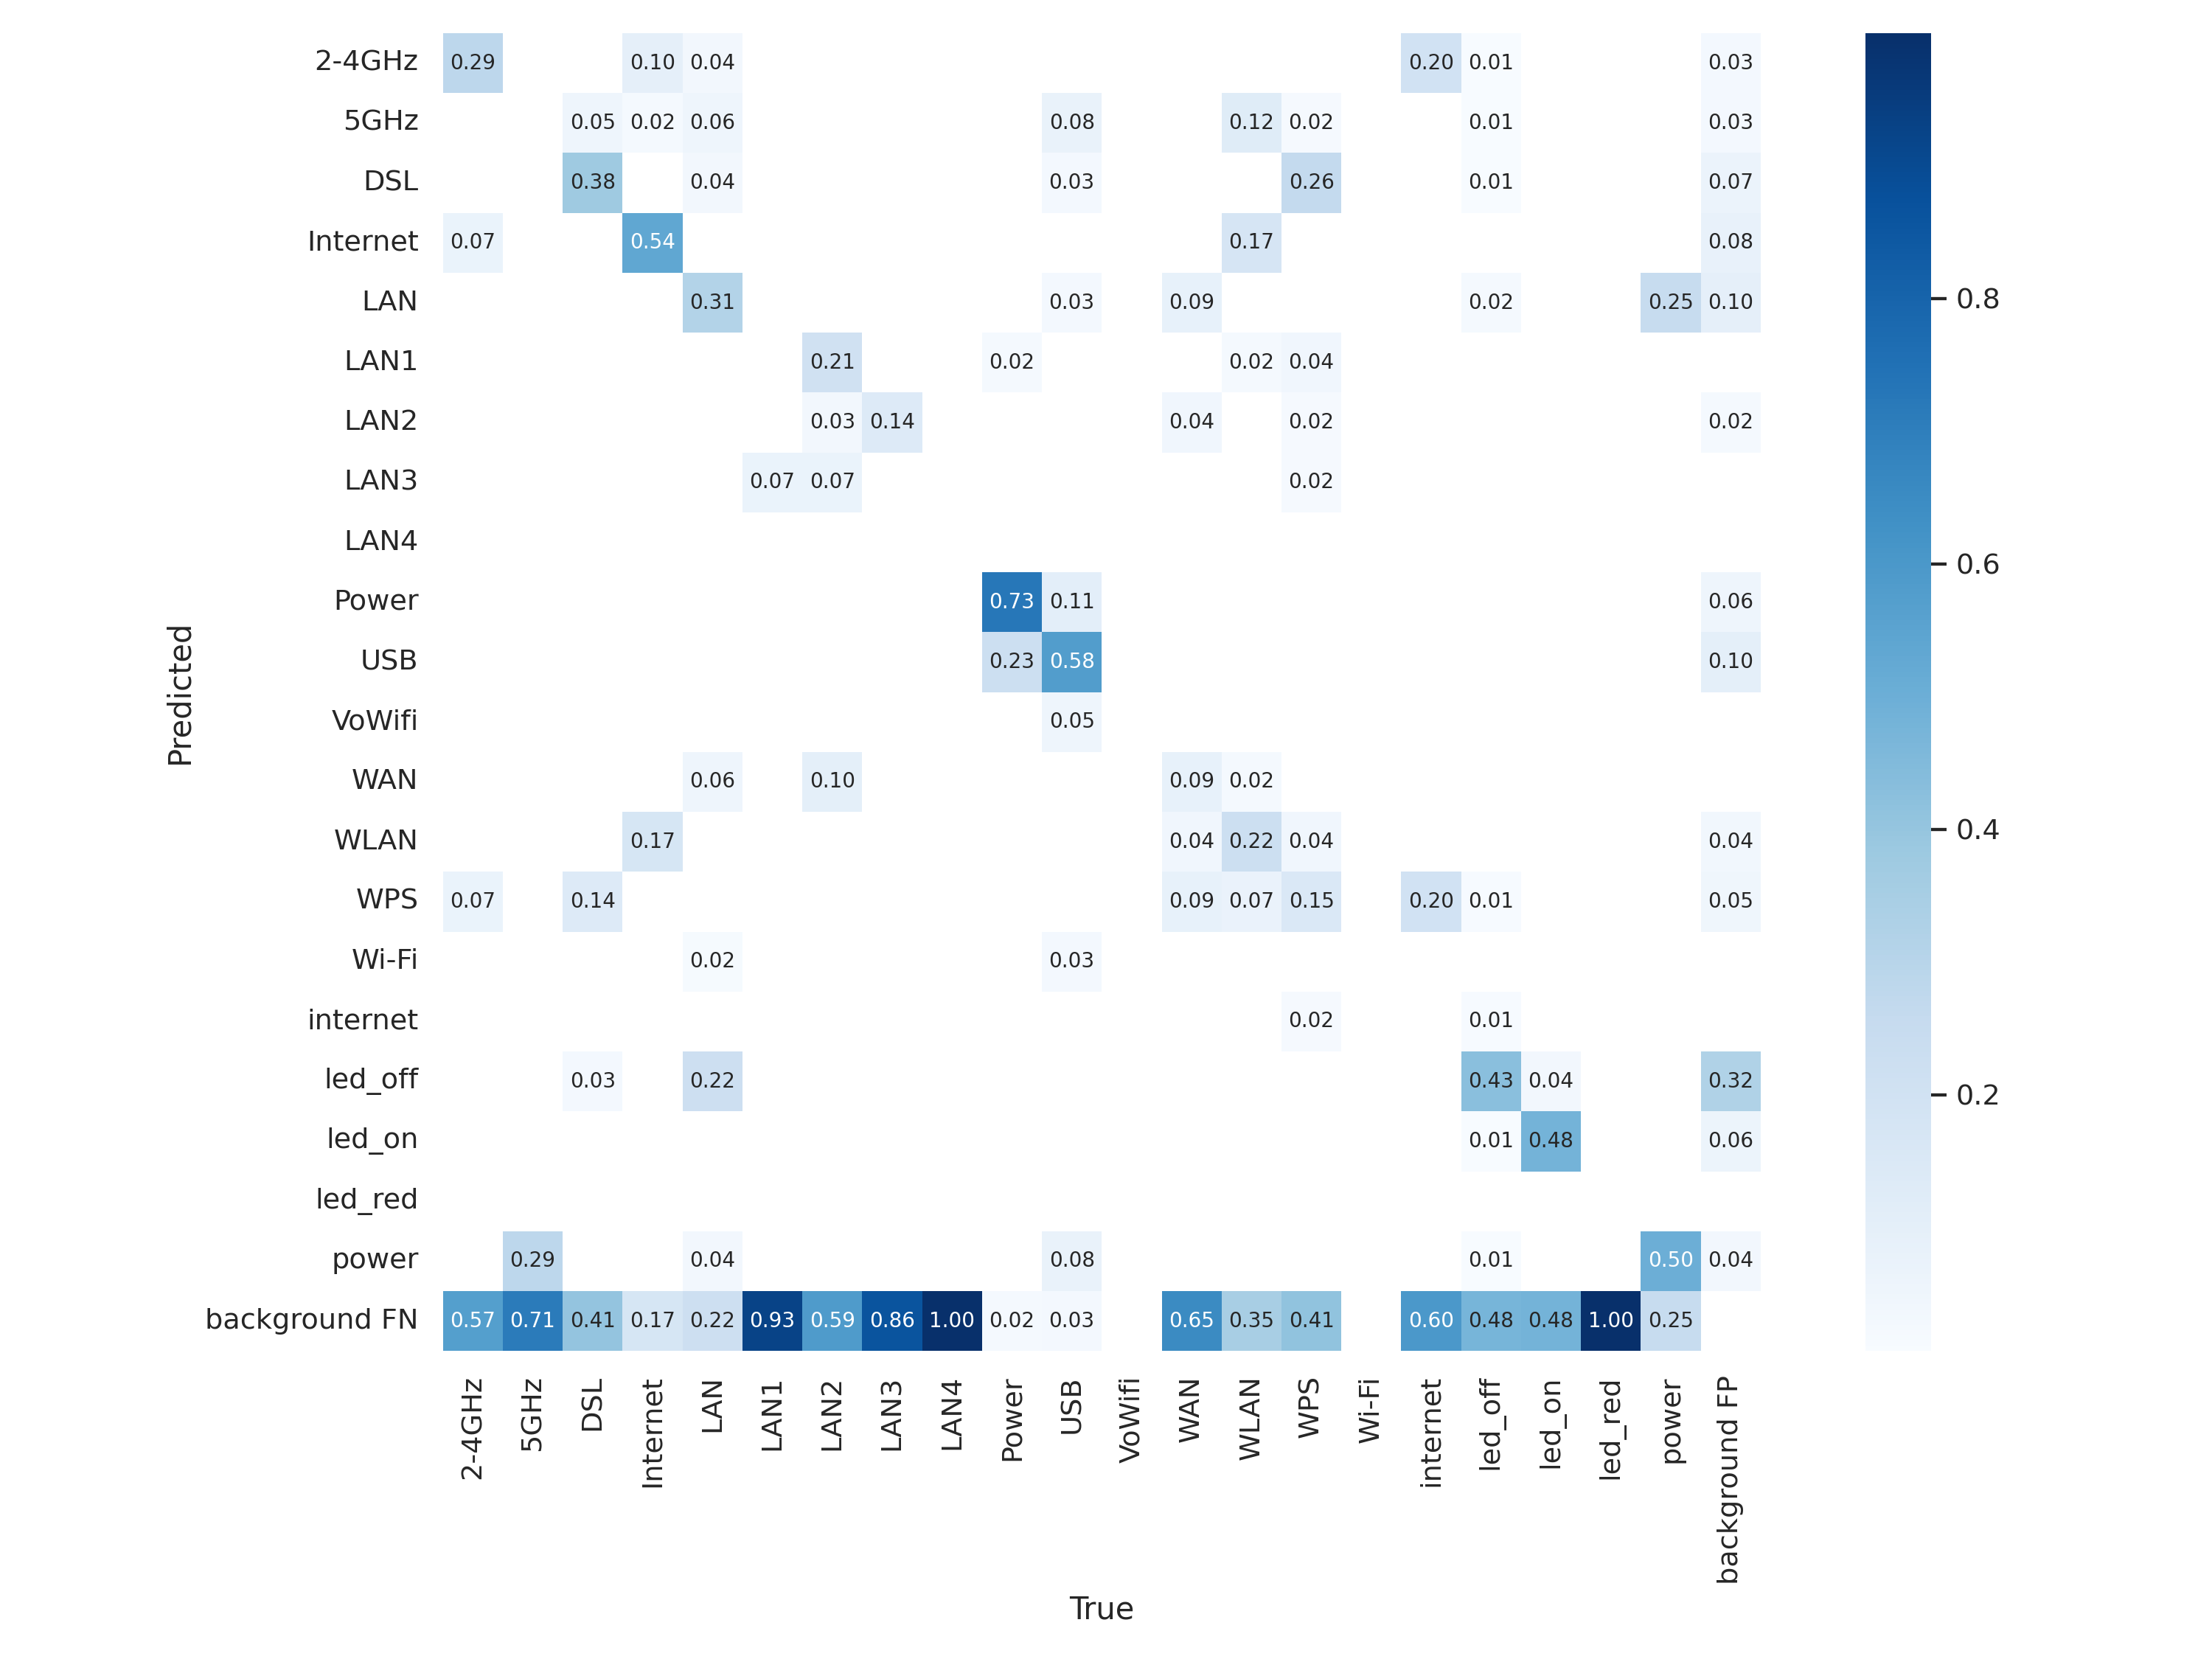 2-4GHz 0.29 0.10 0.04 0.20 0.01 0.03
5GHz 0.05 0.02 0.06 0.08 0.12 0.02 0.01 0.03
DSL 0.38 0.04 0.03 0.26 0.01 0.07
Internet 0.07 0.54 0.17 0.08
LAN 0.31 0.03 0.09 0.02 0.25 0.10
0.8
LAN1 0.21 0.02 0.02 0.04
LAN2 0.03 0.14 0.04 0.02 0.02
LAN3 0.07 0.07 0.02
LAN4
0.6
Power 0.73 0.11 0.06
USB 0.23 0.58 0.10
Predicted
VoWifi 0.05
WAN 0.06 0.10 0.09 0.02
WLAN 0.17 0.04 0.22 0.04 0.04
0.4
WPS 0.07 0.14 0.09 0.07 0.15 0.20 0.01 0.05
Wi-Fi 0.02 0.03
internet 0.02 0.01
led_off 0.03 0.22 0.43 0.04 0.32
0.2
led_on 0.01 0.48 0.06
led_red
power 0.29 0.04 0.08 0.01 0.50 0.04
background FN 0.57 0.71 0.41 0.17 0.22 0.93 0.59 0.86 1.00 0.02 0.03 0.65 0.35 0.41 0.60 0.48 0.48 1.00 0.25
2-4GHz
5GHz
DSL
Internet
LAN
LAN1
LAN2
LAN3
LAN4
Power
USB
VoWifi
WAN
WLAN
WPS
Wi-Fi
internet
led_off
led_on
led_red
power
background FP
True